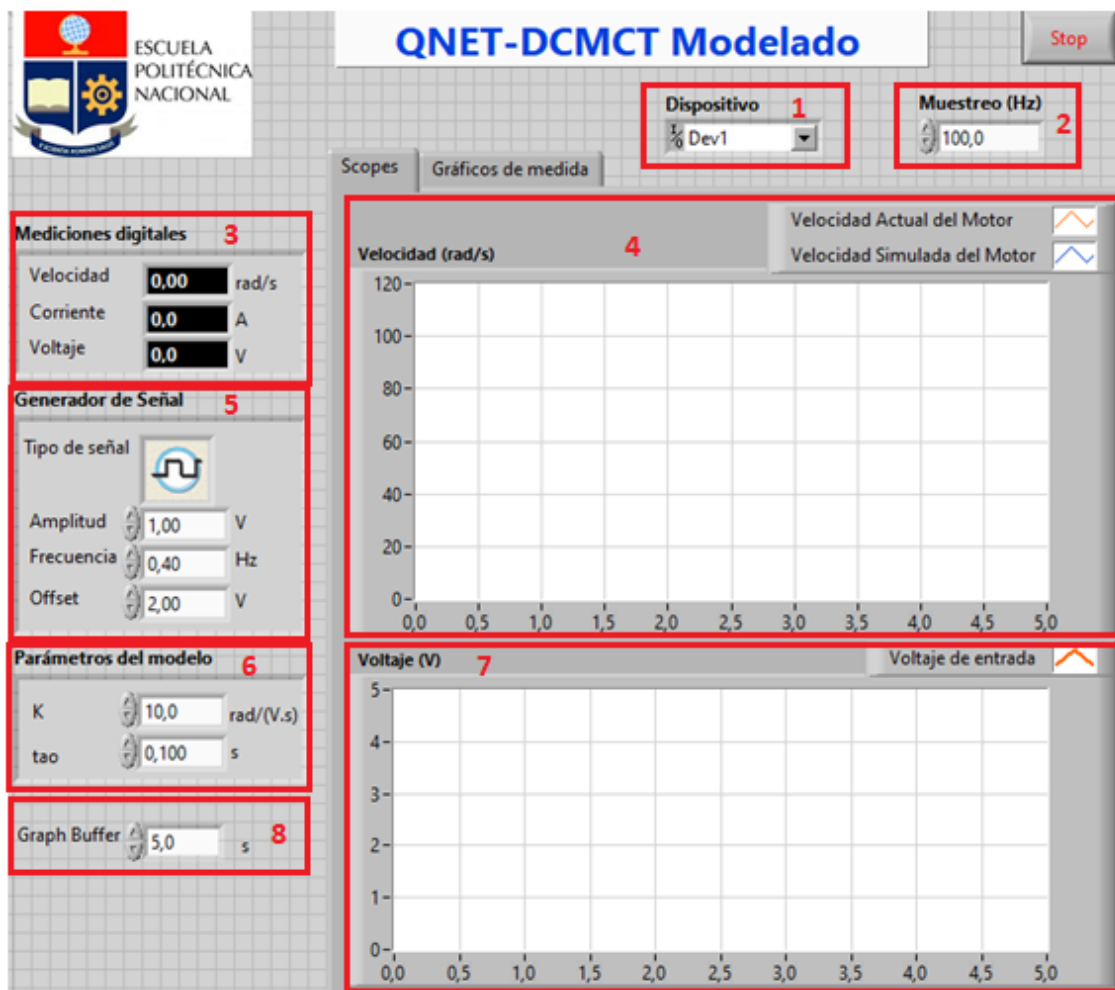 ESCUELA
POLITÉCNICA
NACIONAL
QNET-DCMCT Modelado
Stop
Dispositivo 1
Dev1
Muestreo (Hz)
100,0 2
Scopes Gráficos de medida
Mediciones digitales 3
Velocidad 0,00 rad/s
Corriente 0,0 A
Voltaje 0,0 V
Velocidad (rad/s) 4
Velocidad Actual del Motor
Velocidad Simulada del Motor
120
100
80
60
40
20
0
0,0 0,5 1,0 1,5 2,0 2,5 3,0 3,5 4,0 4,5 5,0
Generador de Señal 5
Tipo de señal
Amplitud 1,00 V
Frecuencia 0,40 Hz
Offset 2,00 V
Parámetros del modelo 6
K 10,0 rad/(V.s)
tao 0,100 s
Voltaje (V) 7
Voltaje de entrada
5
4
3
2
1
0
0,0 0,5 1,0 1,5 2,0 2,5 3,0 3,5 4,0 4,5 5,0
Graph Buffer 5,0 s 8